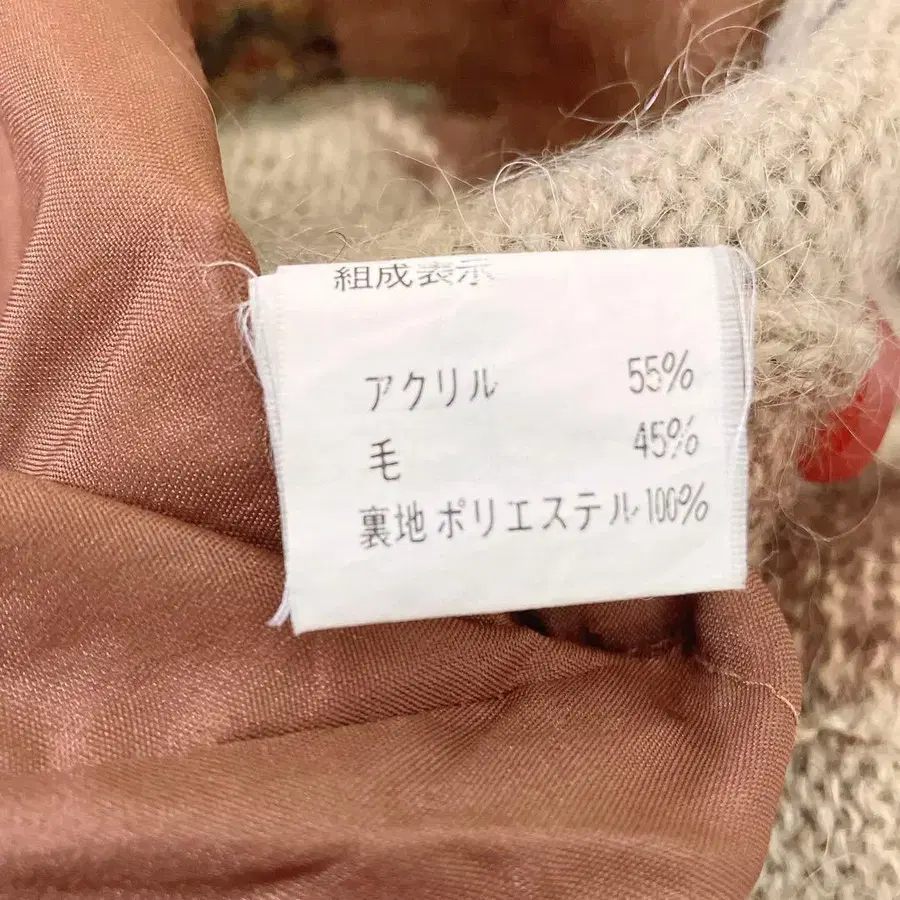 組成表示
アクリル 55%
毛 45%
裏地 ポリエステル 100%